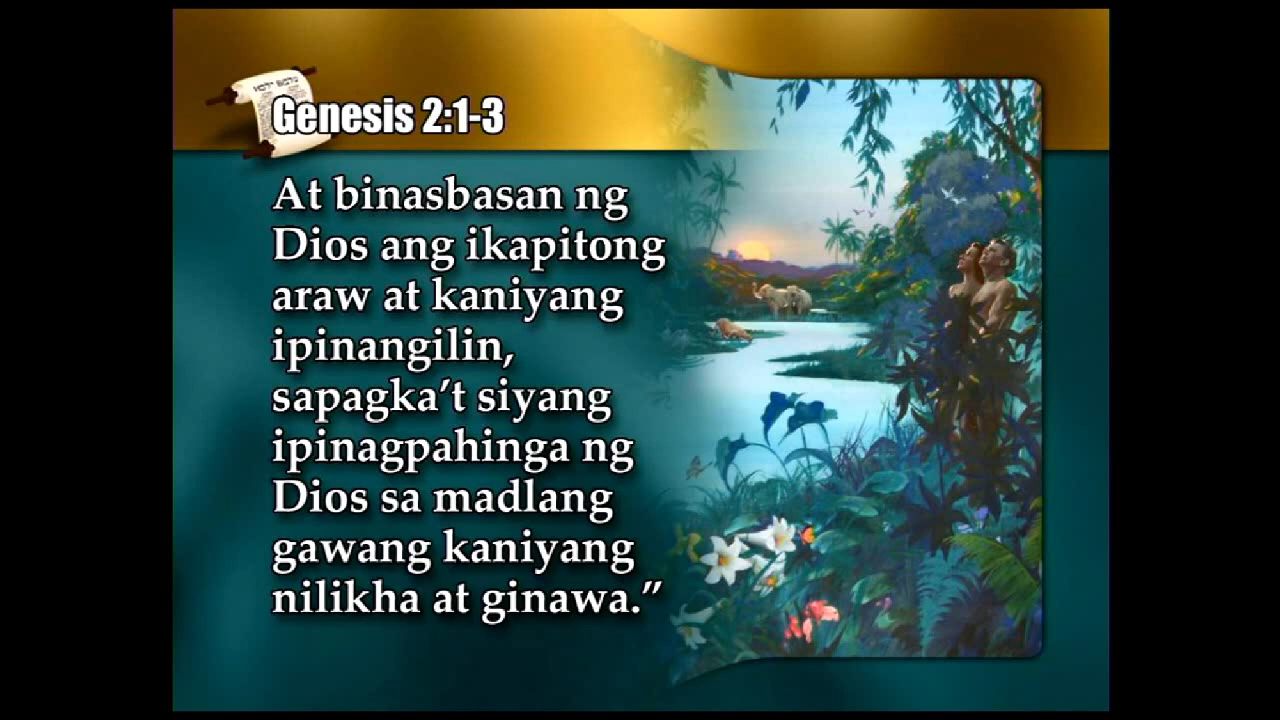 Genesis 2:1-3
At binasbasan ng
Dios ang ikapitong
araw at kaniyang
ipinangilin,
sapagka’t siyang
ipinagpahinga ng
Dios sa madlang
gawang kaniyang
nilikha at ginawa.”